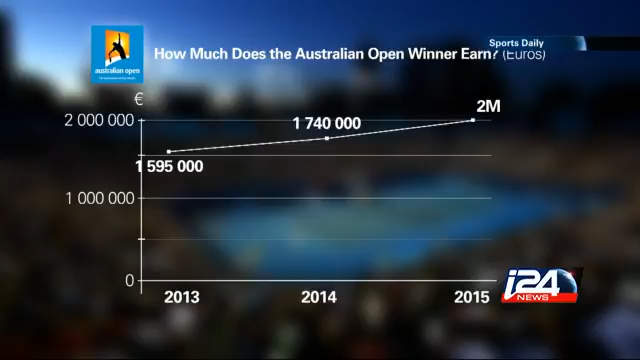 Sports Daily
How Much Does the Australian Open Winner Earn? (Euros)
australian open
€
2 000 000
1 000 000
0
1 595 000
1 740 000
2M
2013
2014
2015
i24
NEWS